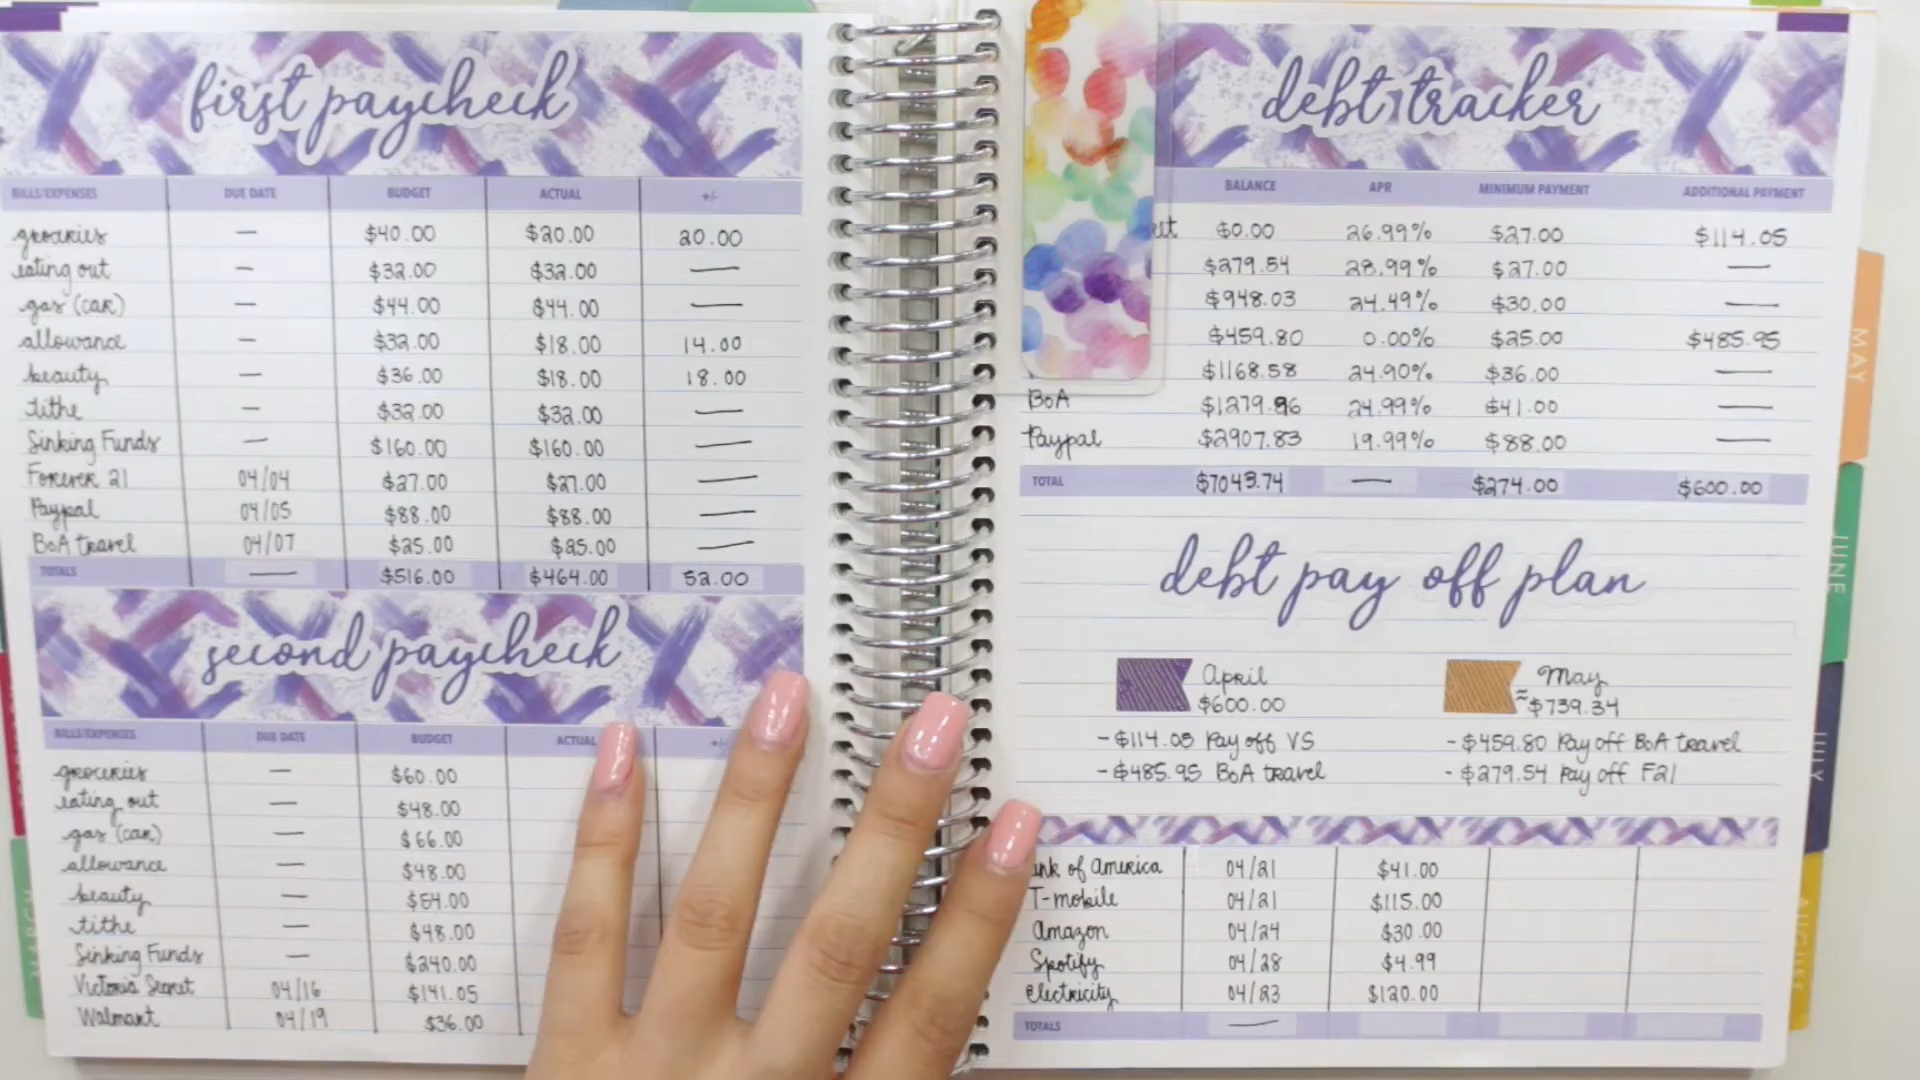 first paycheck
BILLS/EXPENSES DUE DATE BUDGET ACTUAL +/-
groceries — $40.00 $20.00 20.00
eating out — $32.00 $32.00 —
gas (car) — $44.00 $44.00 —
allowance — $32.00 $18.00 14.00
beauty — $36.00 $18.00 18.00
tithe — $32.00 $32.00 —
Sinking Funds — $160.00 $160.00 —
Forever 21 04/04 $27.00 $27.00 —
Paypal 04/05 $88.00 $88.00 —
BoA travel 04/07 $25.00 $25.00 —
TOTALS — $516.00 $464.00 52.00
second paycheck
BILLS/EXPENSES DUE DATE BUDGET ACTUAL +/-
groceries — $60.00
eating out — $48.00
gas (car) — $66.00
allowance — $48.00
beauty — $54.00
tithe — $48.00
Sinking Funds — $240.00
Victoria Secret 04/16 $141.05
Walmart 04/19 $36.00
debt tracker
BALANCE APR MINIMUM PAYMENT ADDITIONAL PAYMENT
$0.00 26.99% $27.00 $114.05
$279.54 28.99% $27.00 —
$948.03 24.49% $30.00 —
$459.80 0.00% $25.00 $485.95
$1168.58 24.90% $36.00 —
BoA $1279.96 24.99% $41.00 —
Paypal $2907.83 19.99% $88.00 —
TOTAL $7043.74 — $274.00 $600.00
debt pay off plan
April
$600.00
- $114.05 Pay off VS
- $485.95 BoA travel
May
≈ $739.34
- $459.80 Pay off BoA travel
- $279.54 Pay off F21
ank of America 04/21 $41.00
T-mobile 04/21 $115.00
Amazon 04/24 $30.00
Spotify 04/28 $4.99
Electricity 04/23 $120.00
TOTALS —
MAY
JUNE
JULY
AUGUST
MARCH